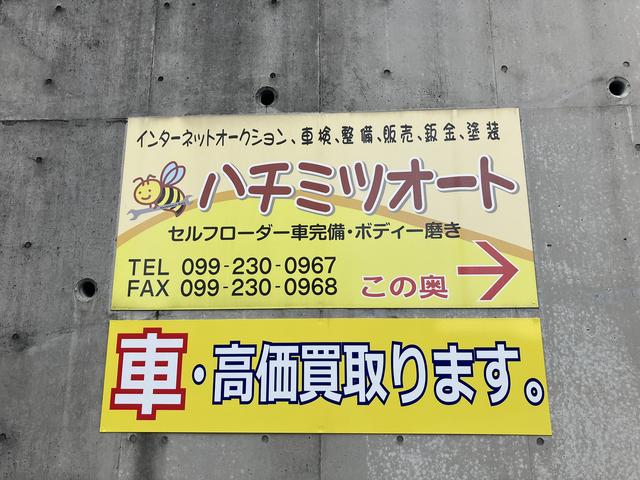 インターネットオークション、車検、整備、販売、鈑金、塗装
ハチミツオート
セルフローダー車完備・ボディー磨き
TEL 099-230-0967
FAX 099-230-0968
この奥
車・高価買取ります。